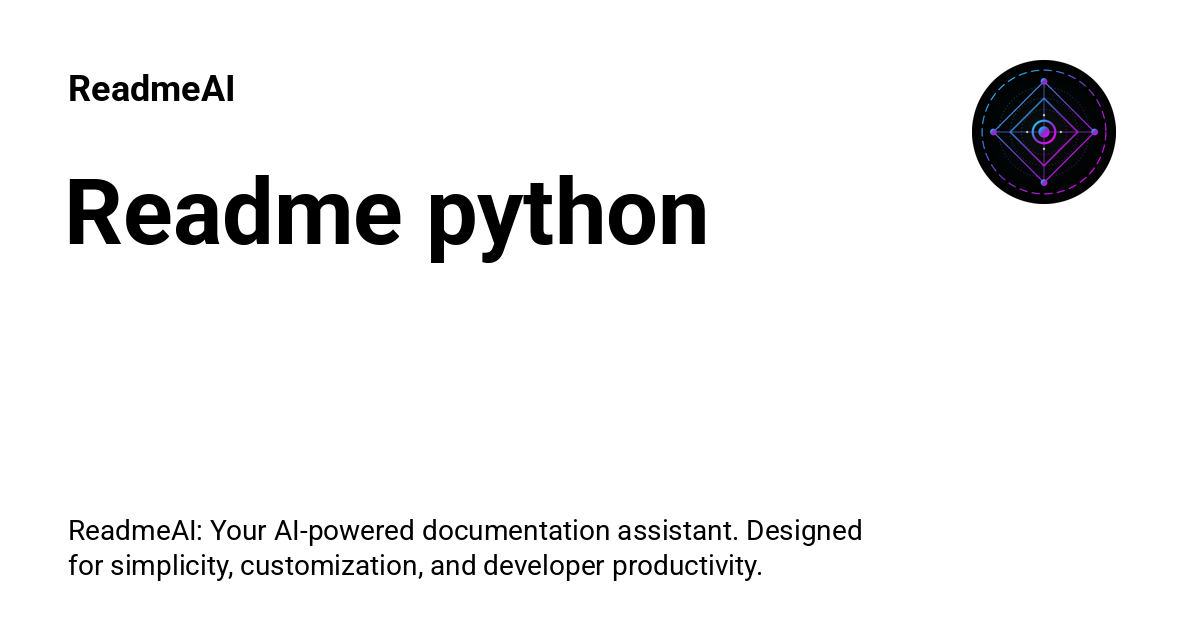 ReadmeAI
Readme python
ReadmeAI: Your AI-powered documentation assistant. Designed
for simplicity, customization, and developer productivity.